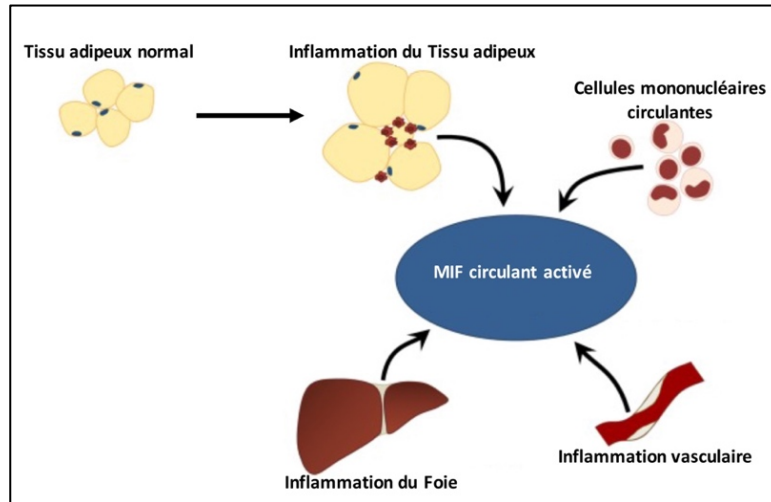 Tissu adipeux normal
Inflammation du Tissu adipeux
Cellules mononucléaires
circulantes
MIF circulant activé
Inflammation du Foie
Inflammation vasculaire